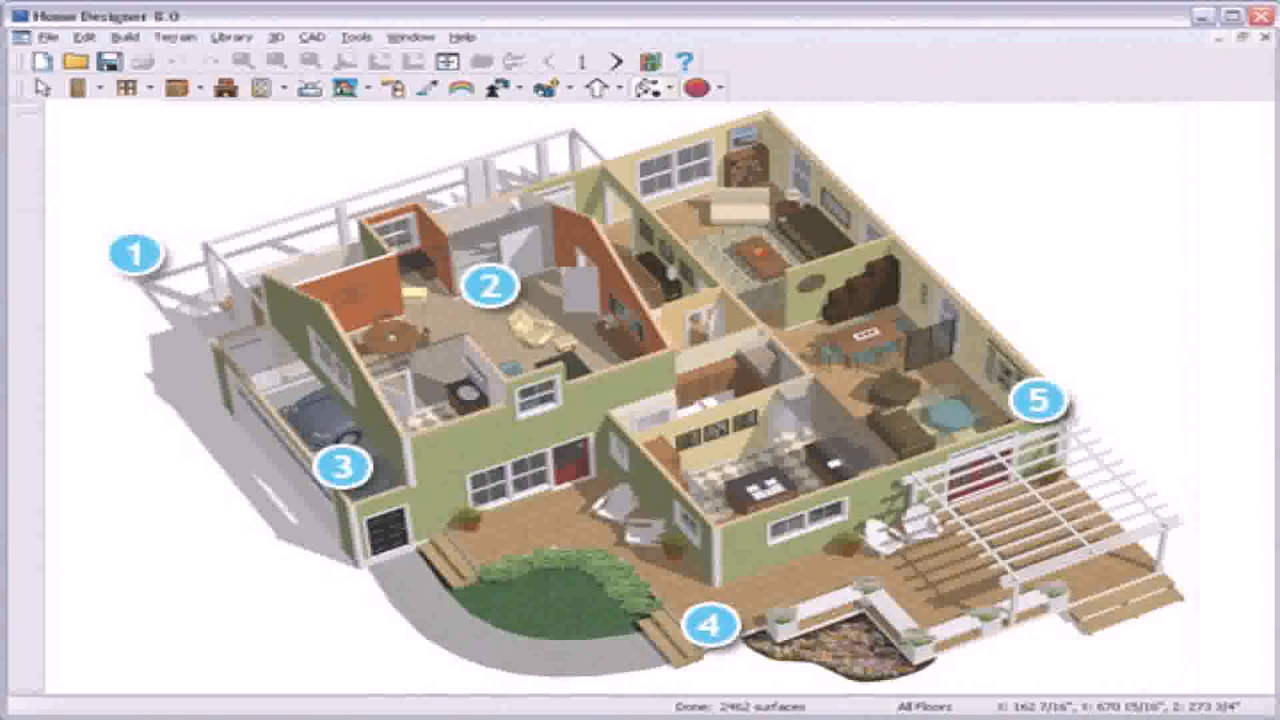 Home Designer 8.0
File Edit Build Terrain Library 3D CAD Tools Window Help
1
?
1
2
3
4
5
Done: 2462 surfaces
All Floors